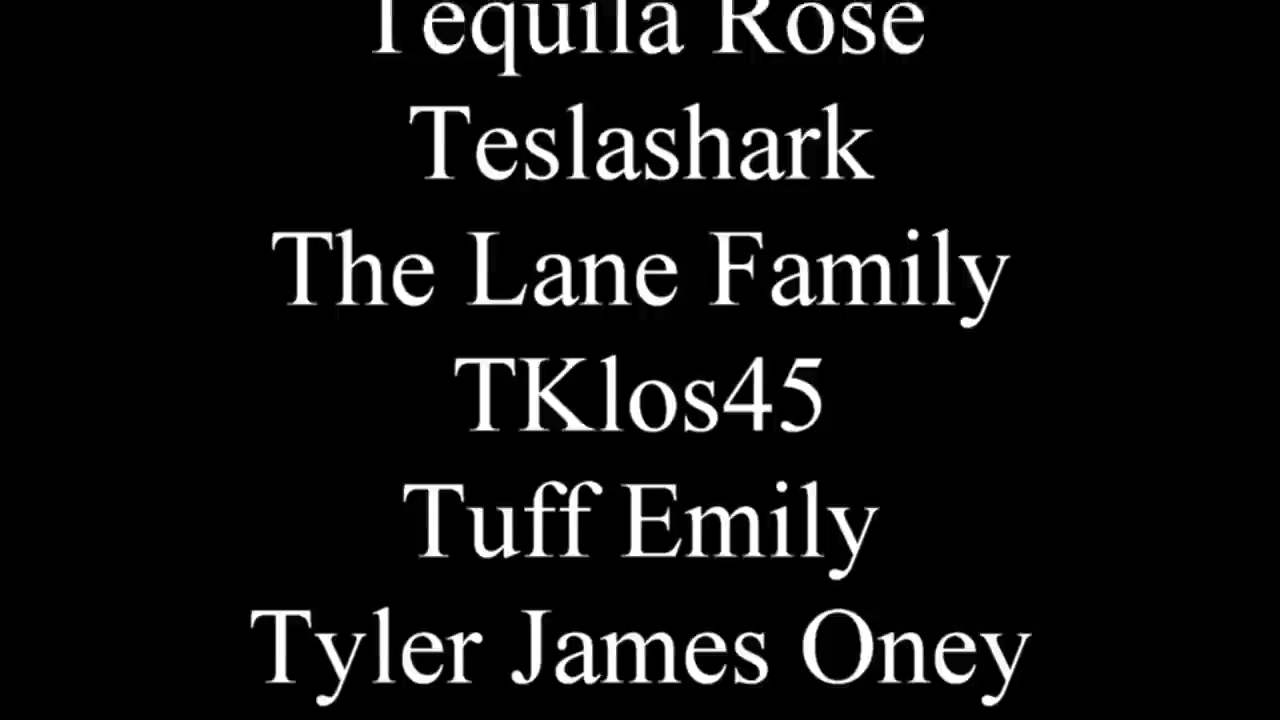 Tequila Rose
Teslashark
The Lane Family
TKlos45
Tuff Emily
Tyler James Oney